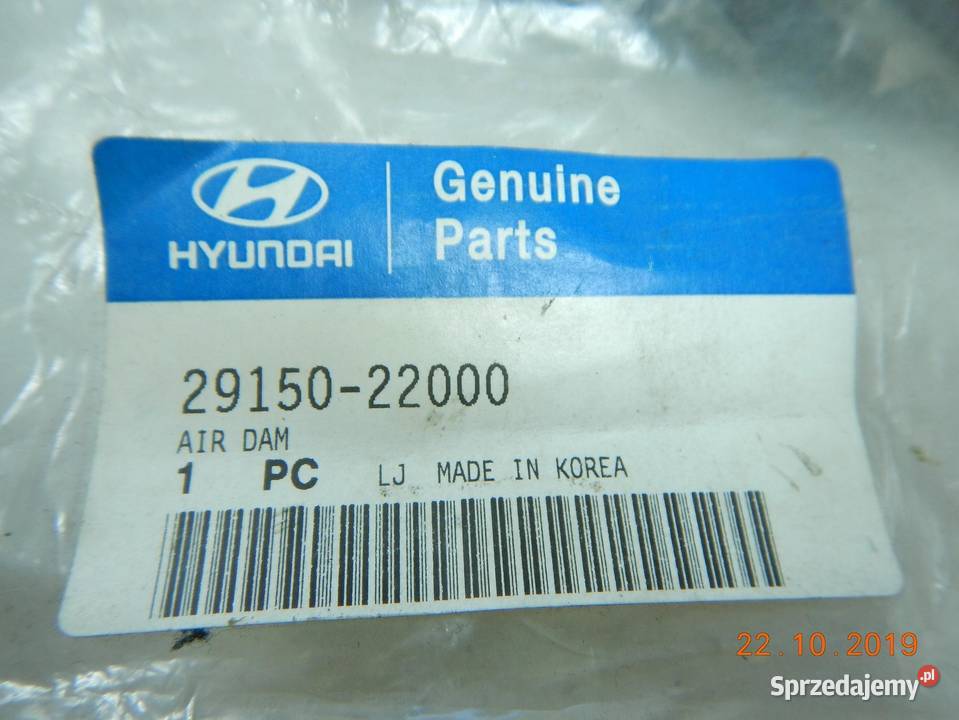 HYUNDAI
Genuine
Parts
29150-22000
AIR DAM
1 PC LJ MADE IN KOREA
22.10.2019
Sprzedajemy.pl